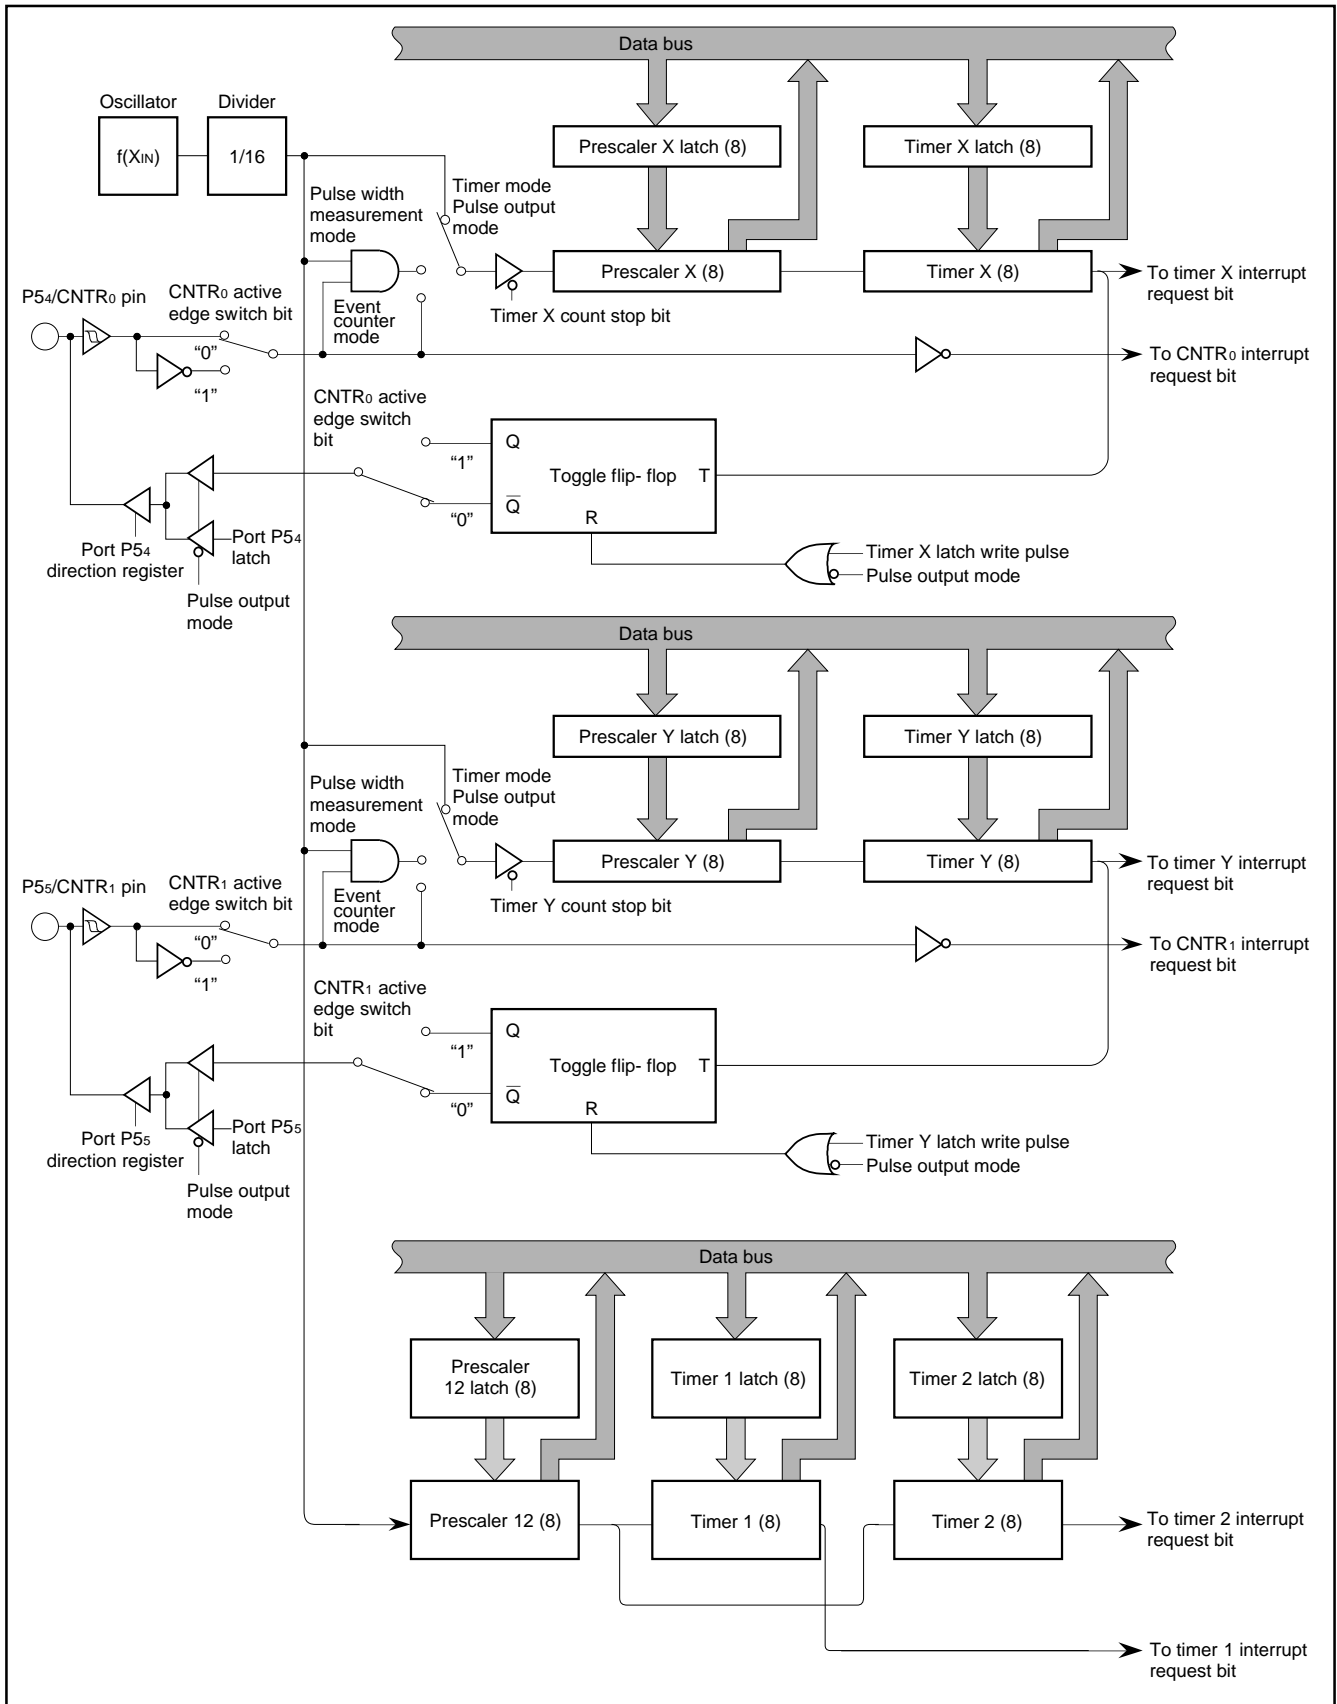 Data bus
Oscillator
Divider
f(XIN)
1/16
Prescaler X latch (8)
Timer X latch (8)
Pulse width
measurement
mode
Timer mode
Pulse output
mode
Prescaler X (8)
Timer X (8)
To timer X interrupt
request bit
P54/CNTR0 pin
CNTR0 active
edge switch bit
Event
counter
mode
Timer X count stop bit
“0”
“1”
To CNTR0 interrupt
request bit
CNTR0 active
edge switch
bit
“1”
“0”
Q
Q̅
Toggle flip- flop
T
R
Port P54
latch
Port P54
direction register
Pulse output
mode
Timer X latch write pulse
Pulse output mode
Data bus
Prescaler Y latch (8)
Timer Y latch (8)
Pulse width
measurement
mode
Timer mode
Pulse output
mode
Prescaler Y (8)
Timer Y (8)
To timer Y interrupt
request bit
P55/CNTR1 pin
CNTR1 active
edge switch bit
Event
counter
mode
Timer Y count stop bit
“0”
“1”
To CNTR1 interrupt
request bit
CNTR1 active
edge switch
bit
“1”
“0”
Q
Q̅
Toggle flip- flop
T
R
Port P55
latch
Port P55
direction register
Pulse output
mode
Timer Y latch write pulse
Pulse output mode
Data bus
Prescaler
12 latch (8)
Timer 1 latch (8)
Timer 2 latch (8)
Prescaler 12 (8)
Timer 1 (8)
Timer 2 (8)
To timer 2 interrupt
request bit
To timer 1 interrupt
request bit